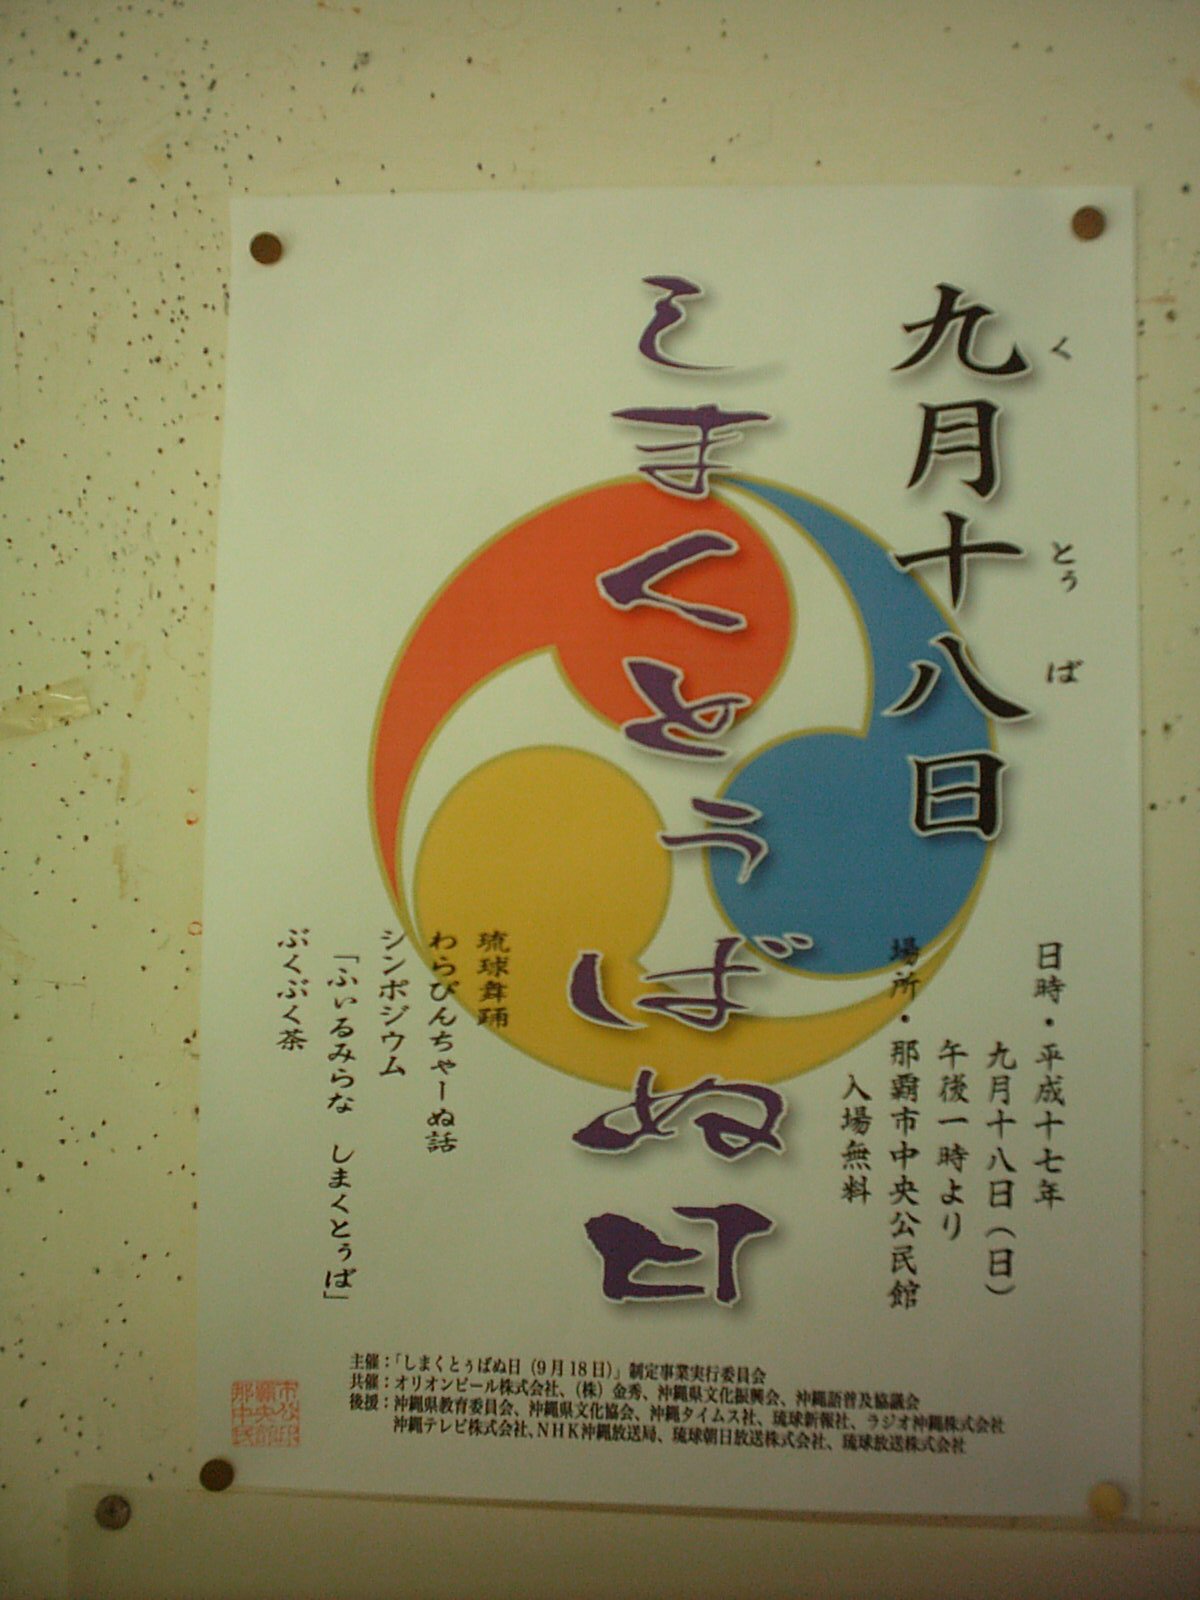 九月十八日
く とぅ ば
しまくとぅばぬ日
日時・平成十七年
九月十八日(日)
午後一時より
場所・那覇市中央公民館
入場無料
琉球舞踊
わらびんちゃーぬ話
シンポジウム
「ふぃるみらな しまくとぅば」
ぶくぶく茶
主催:「しまくとぅばぬ日(9月18日)」制定事業実行委員会
共催:オリオンビール株式会社、(株)金秀、沖縄県文化振興会、沖縄語普及協議会
後援:沖縄県教育委員会、沖縄県文化協会、沖縄タイムス社、琉球新報社、ラジオ沖縄株式会社
沖縄テレビ株式会社、NHK沖縄放送局、琉球朝日放送株式会社、琉球放送株式会社